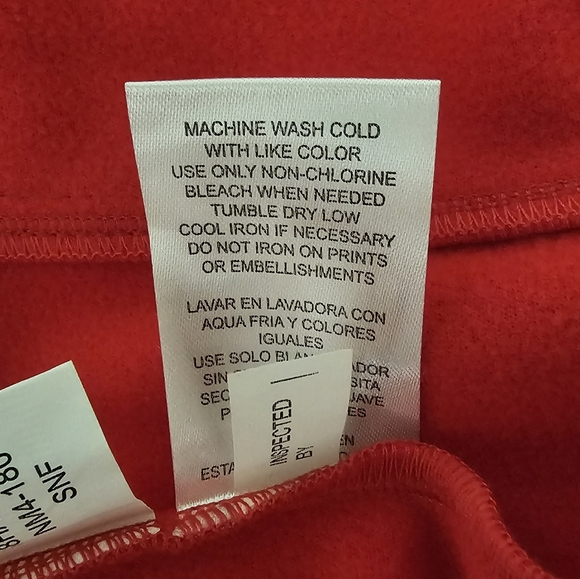 MACHINE WASH COLD
WITH LIKE COLOR
USE ONLY NON-CHLORINE
BLEACH WHEN NEEDED
TUMBLE DRY LOW
COOL IRON IF NECESSARY
DO NOT IRON ON PRINTS
OR EMBELLISHMENTS
LAVAR EN LAVADORA CON
AQUA FRIA Y COLORES
IGUALES
USE SOLO
SIN
INSPECTED
BY
NM4-180
SNF